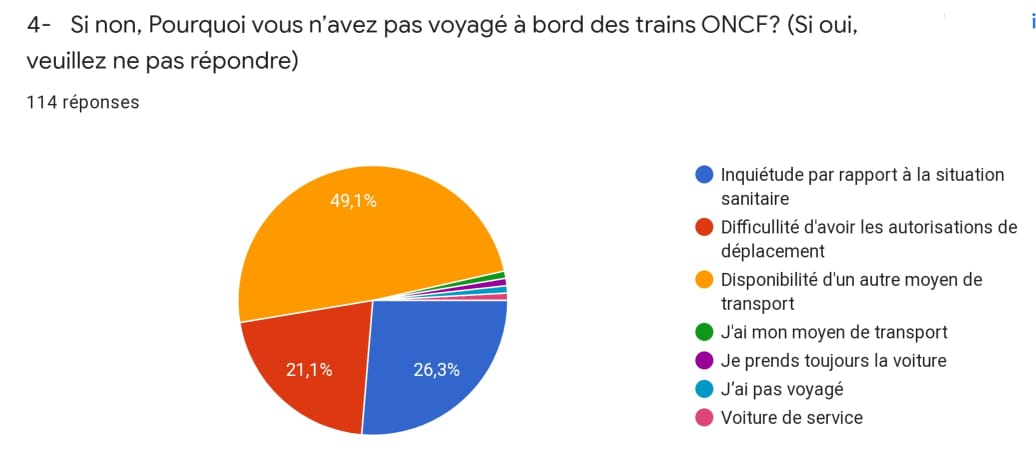 4- Si non, Pourquoi vous n’avez pas voyagé à bord des trains ONCF? (Si oui,
veuillez ne pas répondre)
114 réponses
49,1%
21,1%
26,3%
Inquiétude par rapport à la situation
sanitaire
Difficullité d'avoir les autorisations de
déplacement
Disponibilité d'un autre moyen de
transport
J'ai mon moyen de transport
Je prends toujours la voiture
J’ai pas voyagé
Voiture de service